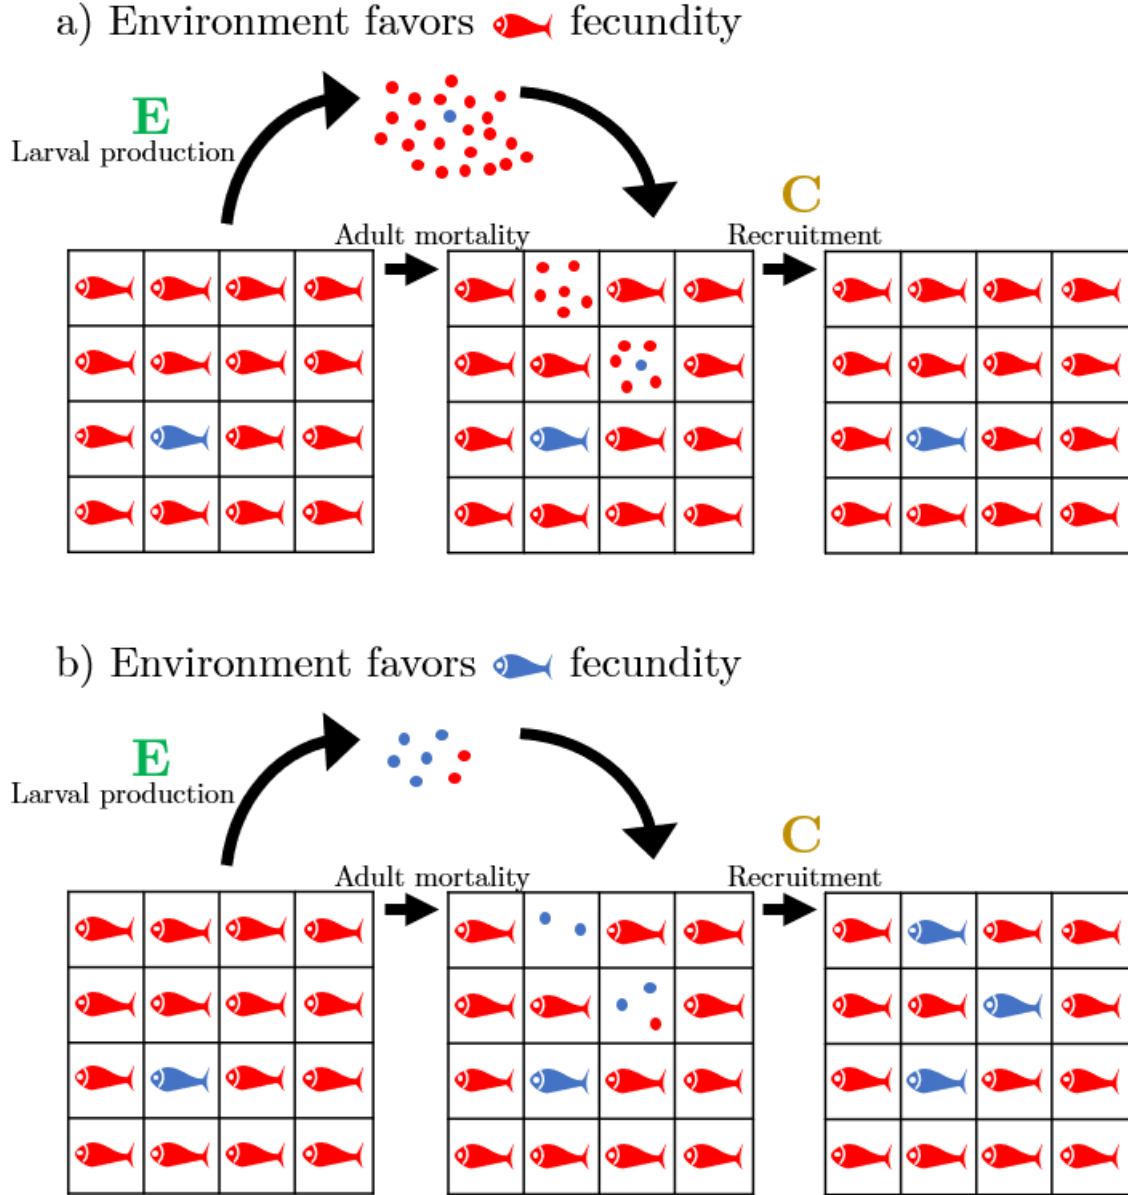 a) Environment favors fecundity
E
Larval production
C
Adult mortality
Recruitment
b) Environment favors fecundity
E
Larval production
C
Adult mortality
Recruitment